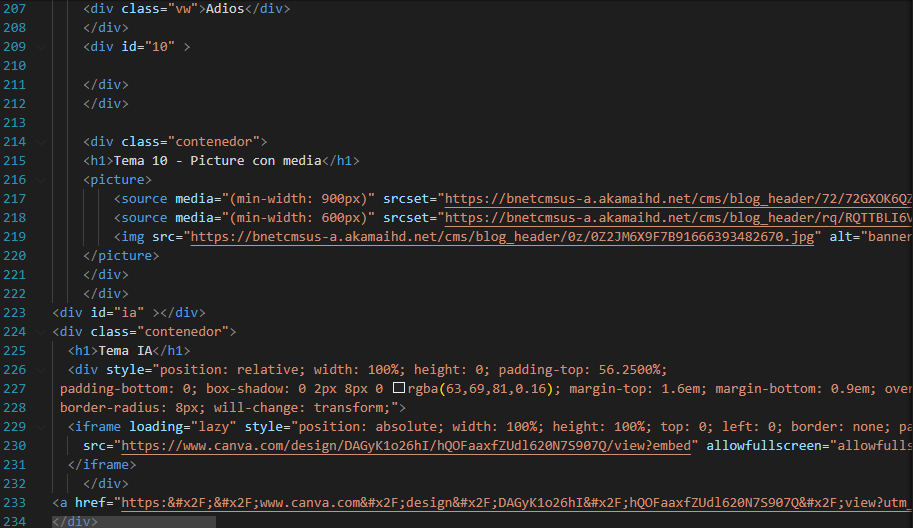 207 <div class="vw">Adios</div>
208 </div>
209 <div id="10" >
210
211 </div>
212 </div>
213
214 <div class="contenedor">
215 <h1>Tema 10 - Picture con media</h1>
216 <picture>
217 <source media="(min-width: 900px)" srcset="https://bnetcmsus-a.akamaihd.net/cms/blog_header/72/72GXOK6QZ
218 <source media="(min-width: 600px)" srcset="https://bnetcmsus-a.akamaihd.net/cms/blog_header/rq/RQTTBLI6V
219 <img src="https://bnetcmsus-a.akamaihd.net/cms/blog_header/0z/0Z2JM6X9F7B91666393482670.jpg" alt="banner
220 </picture>
221 </div>
222 </div>
223 <div id="ia" ></div>
224 <div class="contenedor">
225 <h1>Tema IA</h1>
226 <div style="position: relative; width: 100%; height: 0; padding-top: 56.2500%;
227 padding-bottom: 0; box-shadow: 0 2px 8px 0 rgba(63,69,81,0.16); margin-top: 1.6em; margin-bottom: 0.9em; over
228 border-radius: 8px; will-change: transform;">
229 <iframe loading="lazy" style="position: absolute; width: 100%; height: 100%; top: 0; left: 0; border: none; pa
230 src="https://www.canva.com/design/DAGyK1o26hI/hQOFaaxfZUdl620N7S907Q/view?embed" allowfullscreen="allowfulls
231 </iframe>
232 </div>
233 <a href="https:&#x2F;&#x2F;www.canva.com&#x2F;design&#x2F;DAGyK1o26hI&#x2F;hQOFaaxfZUdl620N7S907Q&#x2F;view?utm_
234 </div>